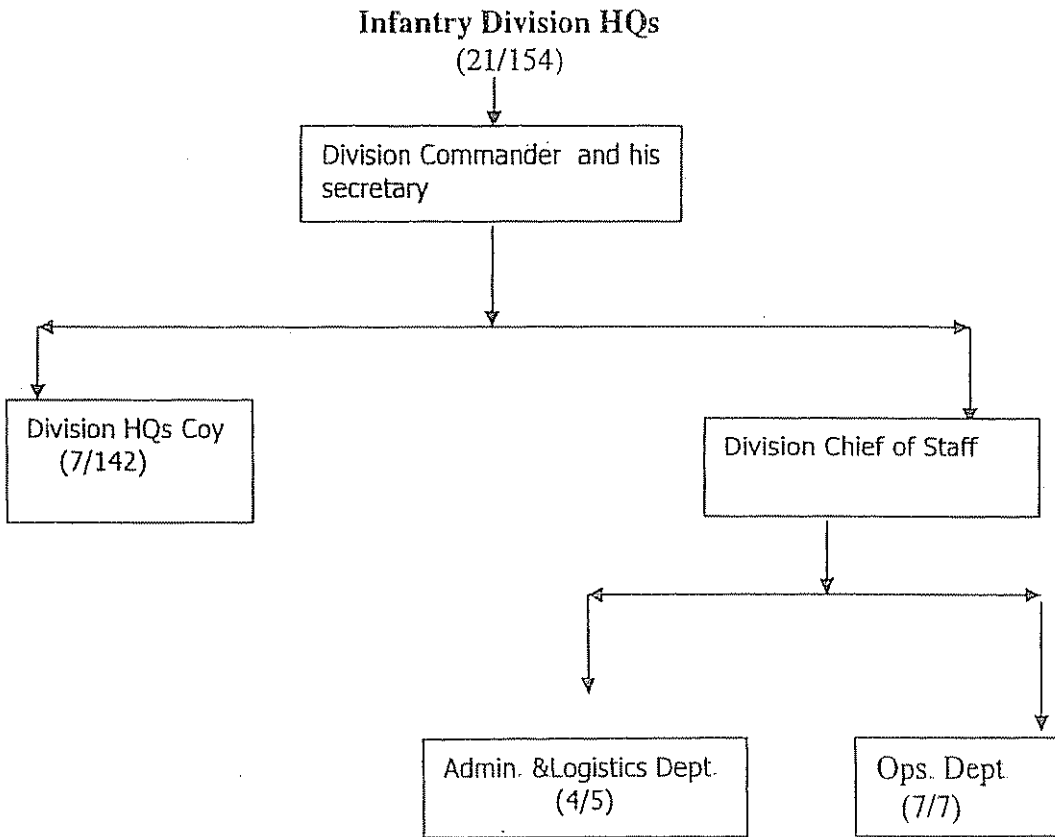 Infantry Division HQs
(21/154)
Division Commander and his
secretary
Division HQs Coy
(7/142)
Division Chief of Staff
Admin. &Logistics Dept.
(4/5)
Ops. Dept.
(7/7)